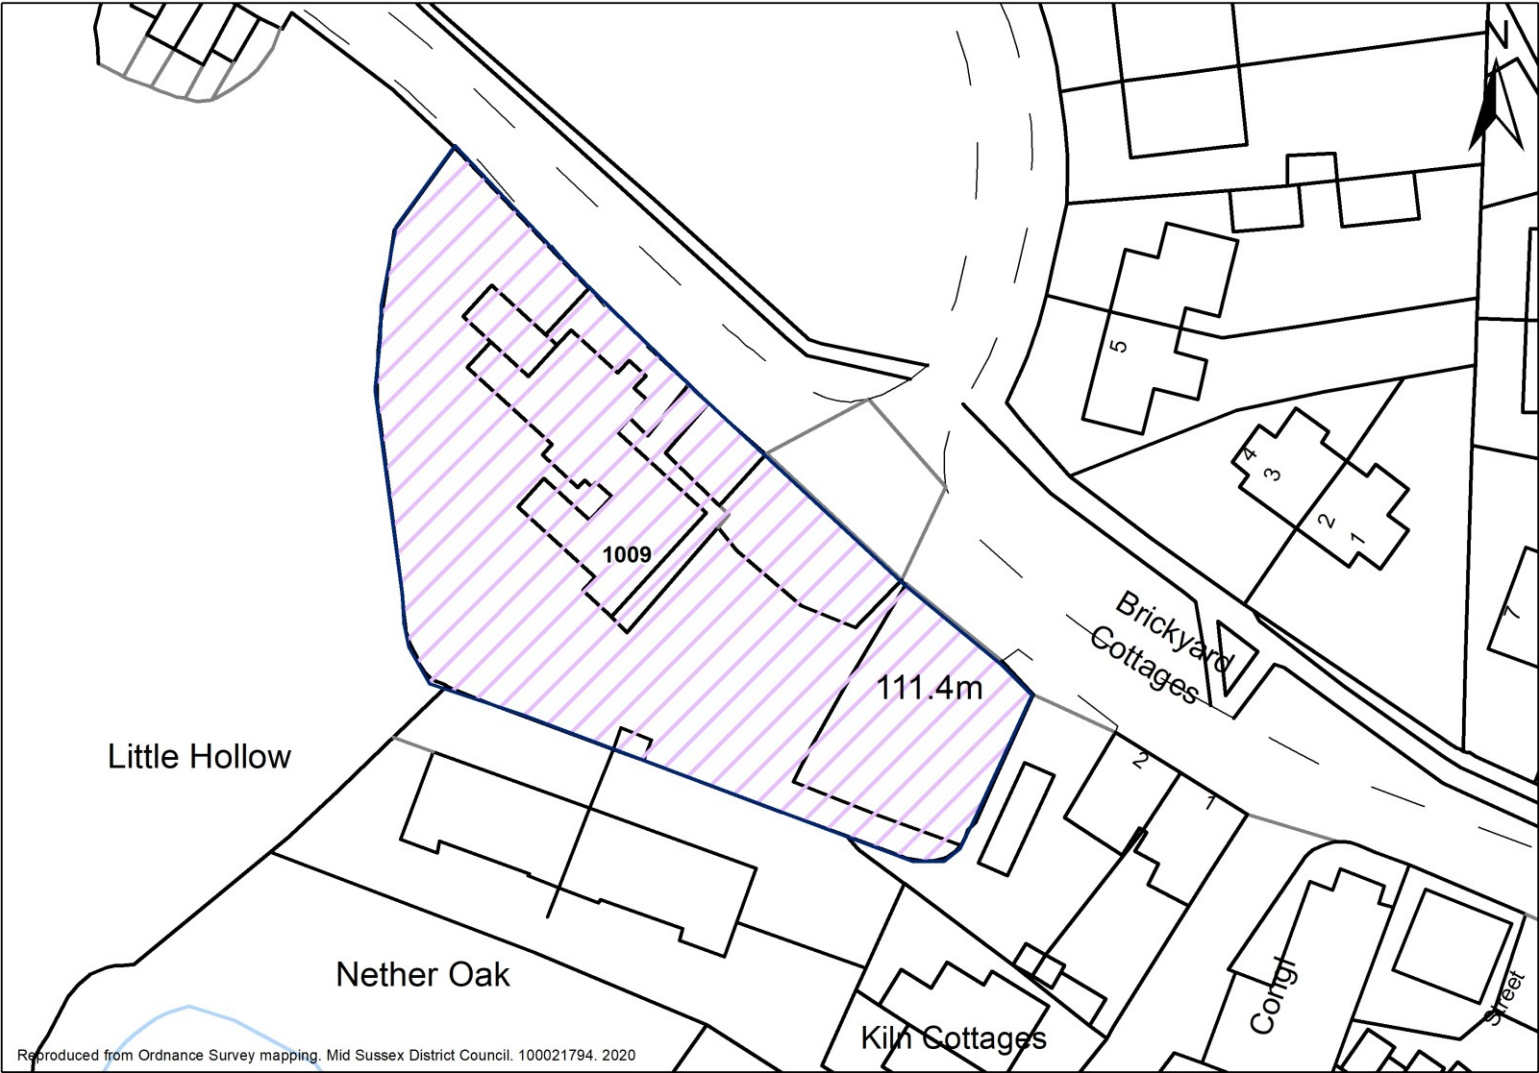 N
5
4
3
2
1
7
1009
Brickyard
Cottages
111.4m
Little Hollow
2
1
Nether Oak
Congl
Street
Kiln Cottages
Reproduced from Ordnance Survey mapping. Mid Sussex District Council. 100021794. 2020